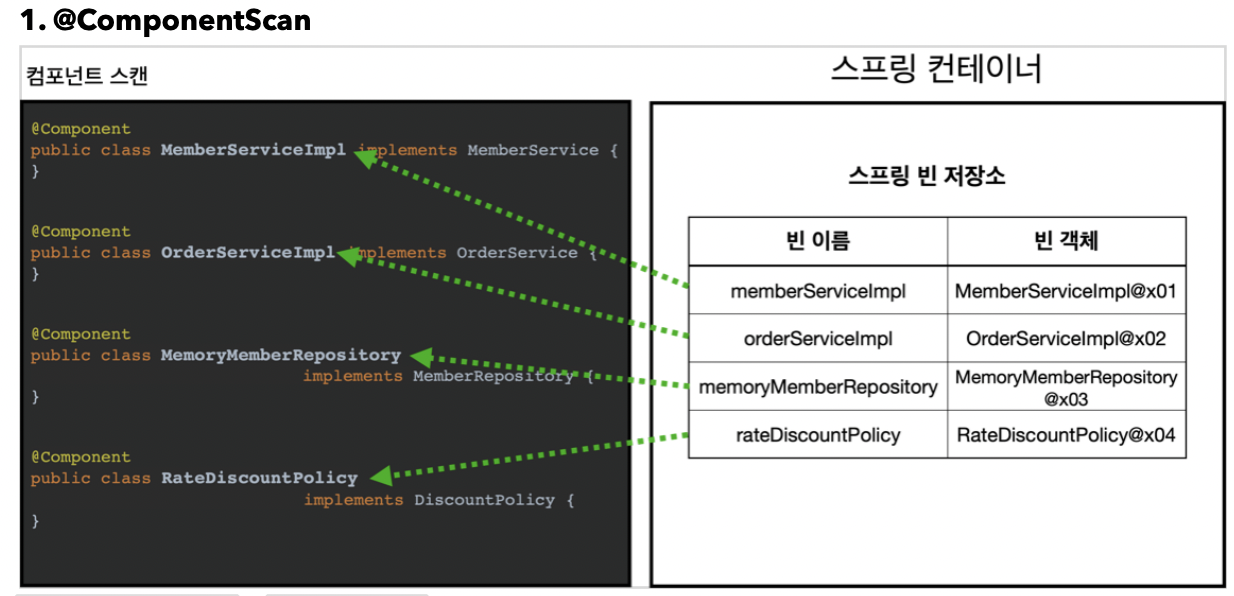 1. @ComponentScan
컴포넌트 스캔
@Component
public class MemberServiceImpl implements MemberService {
}
@Component
public class OrderServiceImpl implements OrderService {
}
@Component
public class MemoryMemberRepository
implements MemberRepository {
}
@Component
public class RateDiscountPolicy
implements DiscountPolicy {
}
스프링 컨테이너
스프링 빈 저장소
빈 이름 빈 객체
memberServiceImpl MemberServiceImpl@x01
orderServiceImpl OrderServiceImpl@x02
memoryMemberRepository MemoryMemberRepository
@x03
rateDiscountPolicy RateDiscountPolicy@x04